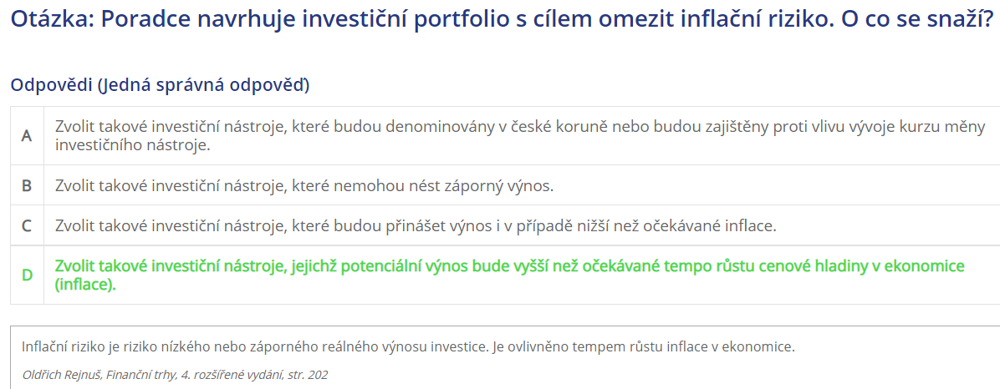 Otázka: Poradce navrhuje investiční portfolio s cílem omezit inflační riziko. O co se snaží?
Odpovědi (Jedná správná odpověď)
A
Zvolit takové investiční nástroje, které budou denominovány v české koruně nebo budou zajištěny proti vlivu vývoje kurzu měny
investičního nástroje.
B
Zvolit takové investiční nástroje, které nemohou nést záporný výnos.
C
Zvolit takové investiční nástroje, které budou přinášet výnos i v případě nižší než očekávané inflace.
D
Zvolit takové investiční nástroje, jejichž potenciální výnos bude vyšší než očekávané tempo růstu cenové hladiny v ekonomice
(inflace).
Inflační riziko je riziko nízkého nebo záporného reálného výnosu investice. Je ovlivněno tempem růstu inflace v ekonomice.
Oldřich Rejnuš, Finanční trhy, 4. rozšířené vydání, str. 202